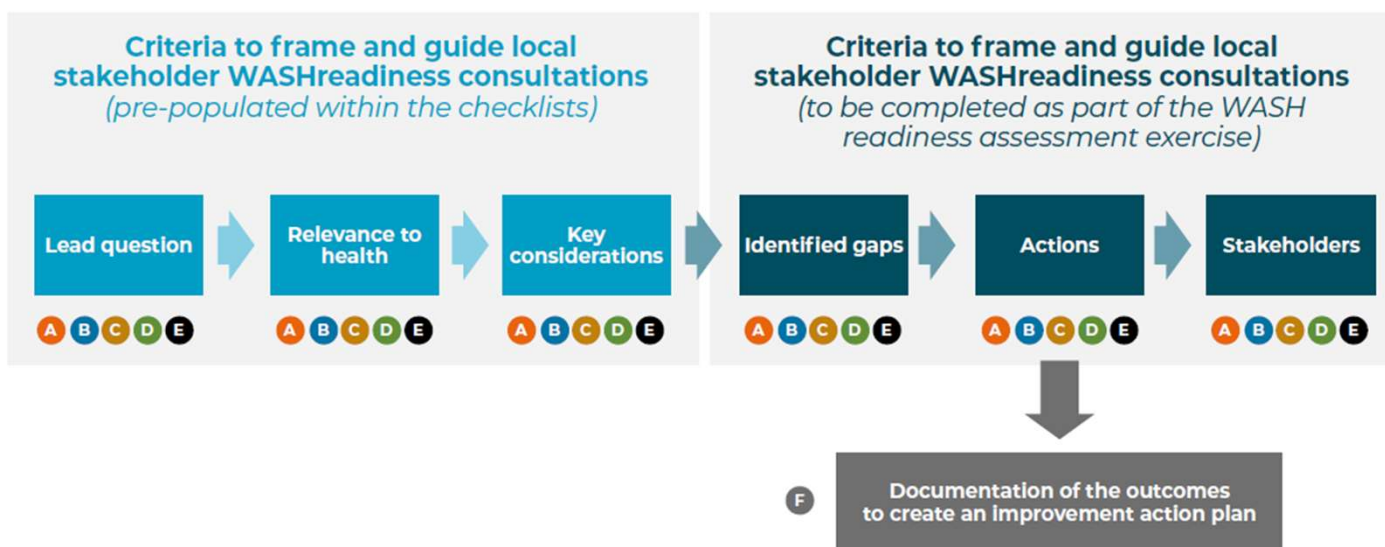 Criteria to frame and guide local
stakeholder WASHreadiness consultations
(pre-populated within the checklists)
Criteria to frame and guide local
stakeholder WASHreadiness consultations
(to be completed as part of the WASH
readiness assessment exercise)
Lead question
Relevance to
health
Key
considerations
Identified gaps
Actions
Stakeholders
A B C D E
A B C D E
A B C D E
A B C D E
A B C D E
A B C D E
F
Documentation of the outcomes
to create an improvement action plan